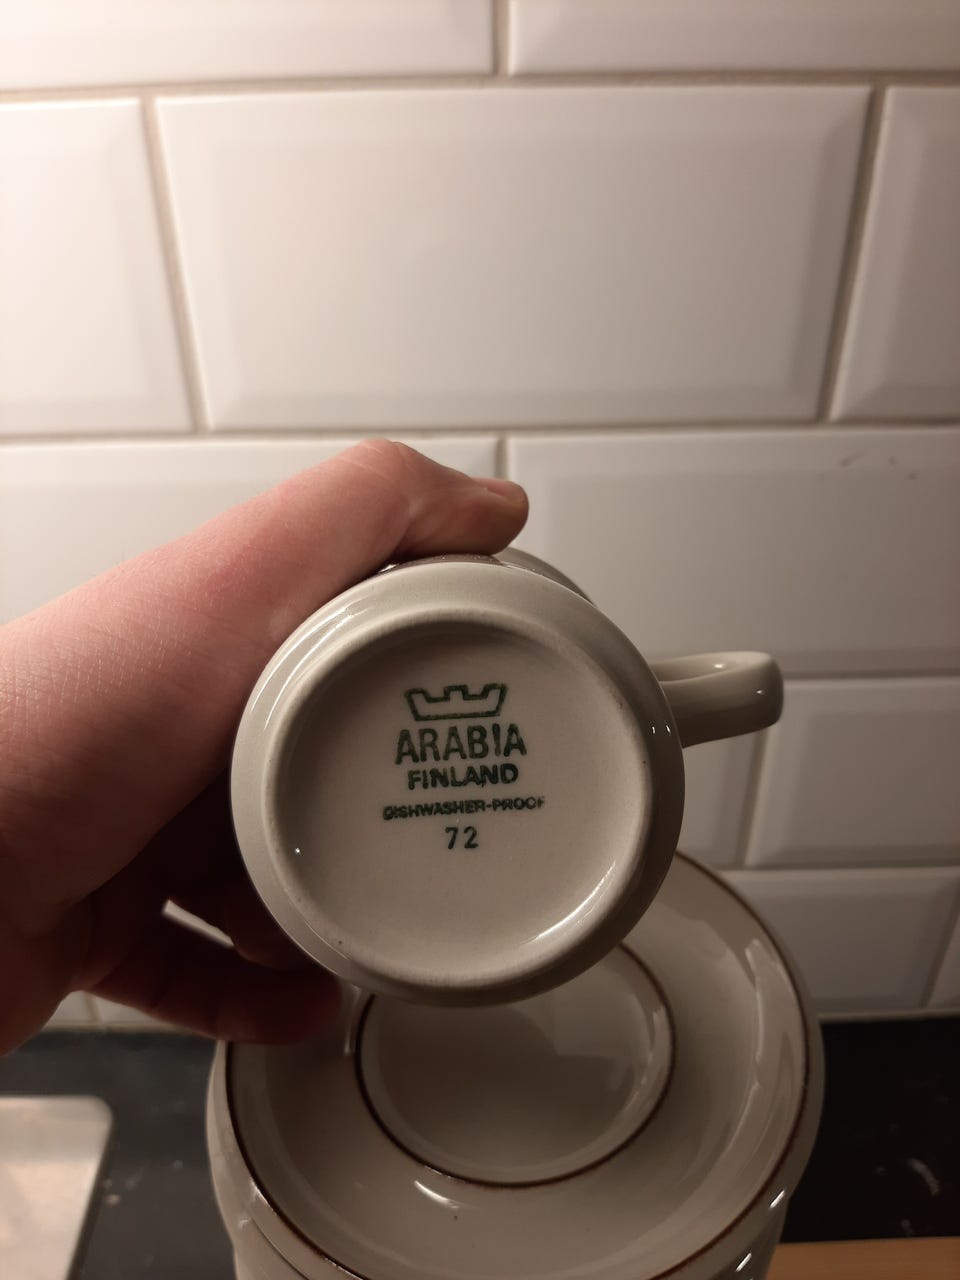 ARABIA
FINLAND
DISHWASHER-PROOF
72